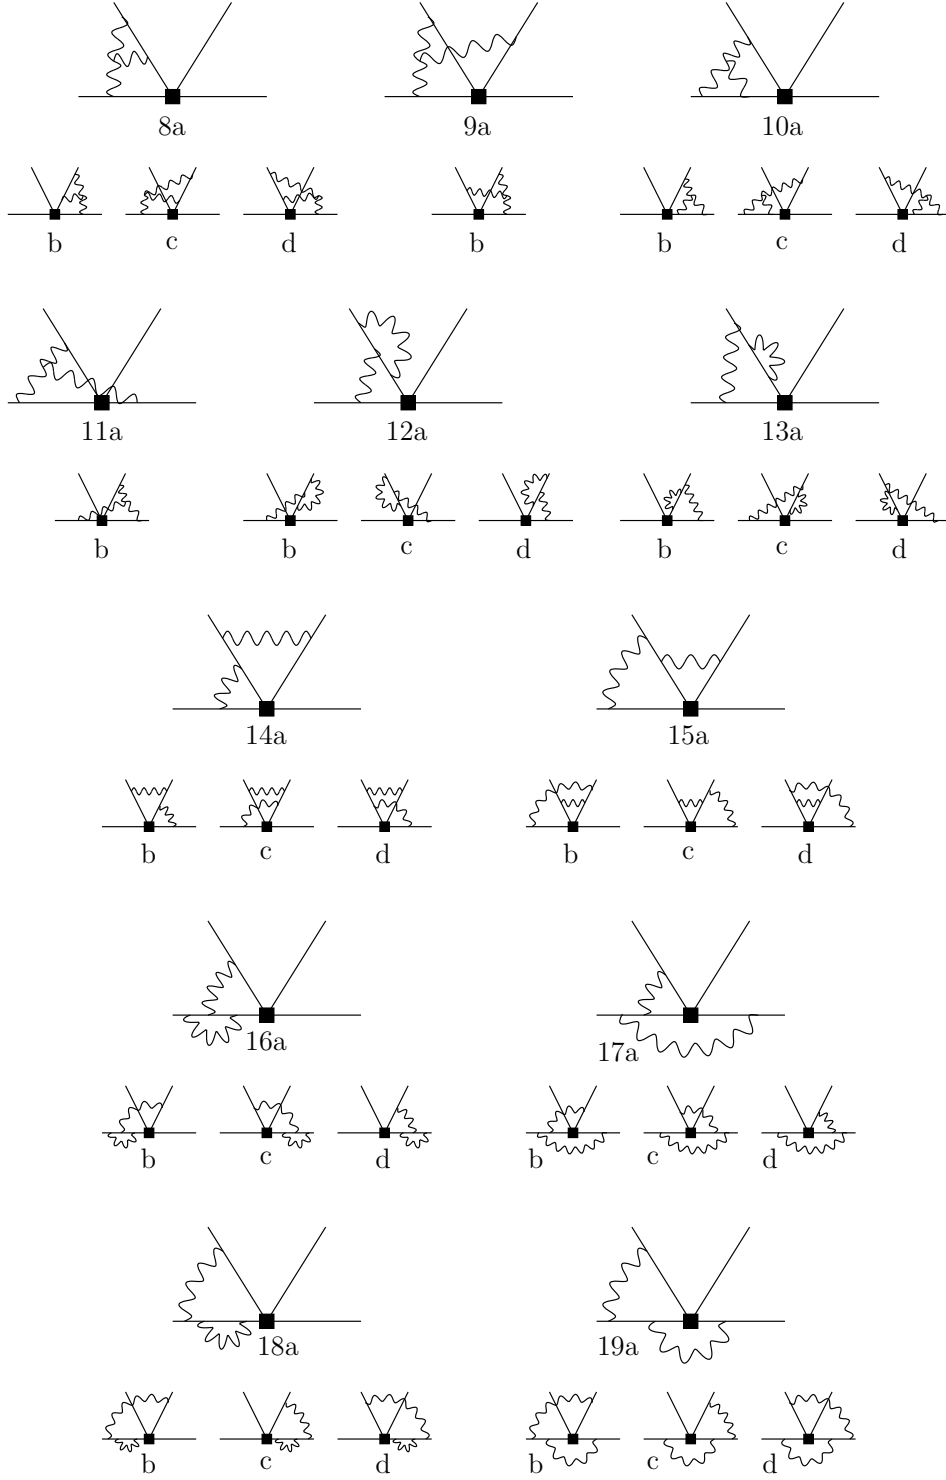 8a 9a 10a
b c d b b c d
11a 12a 13a
b b c d b c d
14a 15a
b c d b c d
16a 17a
b c d b c d
18a 19a
b c d b c d